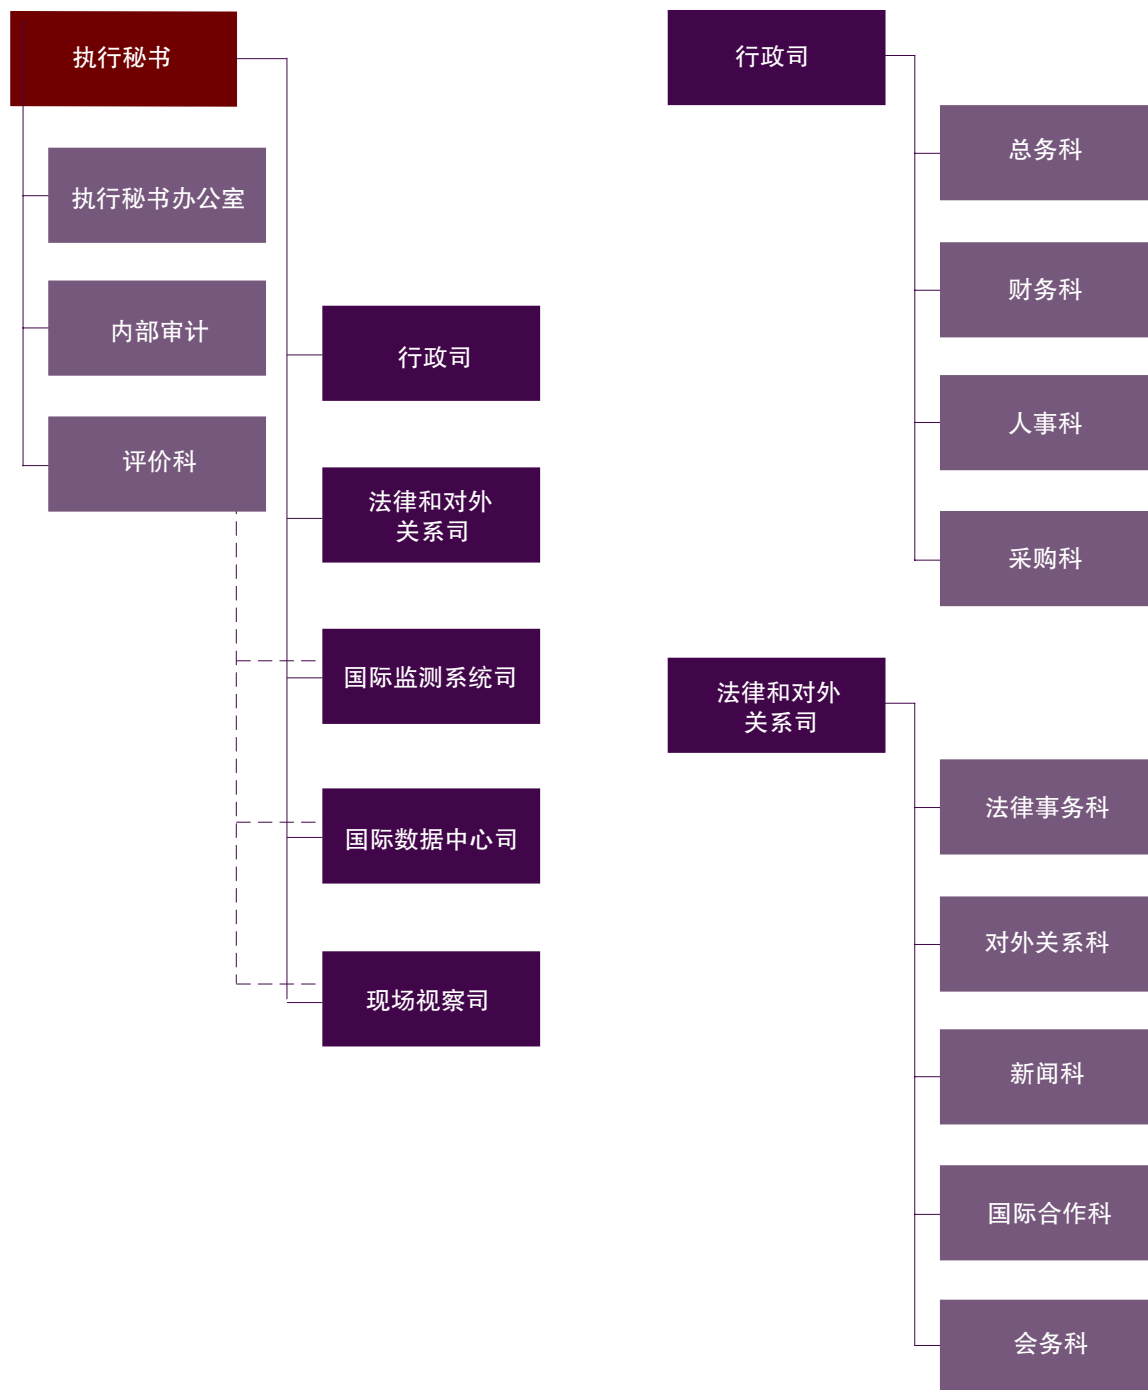 执行秘书
执行秘书办公室
内部审计
评价科
行政司
法律和对外
关系司
国际监测系统司
国际数据中心司
现场视察司
行政司
总务科
财务科
人事科
采购科
法律和对外
关系司
法律事务科
对外关系科
新闻科
国际合作科
会务科